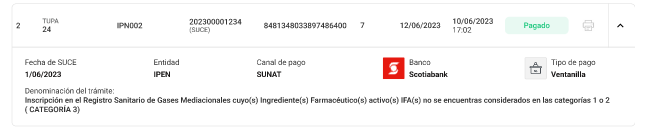 2
TUPA
24
IPN002
202300001234
(SUCE)
8481348033897486400
7
12/06/2023
10/06/2023
17:02
Pagado
Fecha de SUCE
1/06/2023
Entidad
IPEN
Canal de pago
SUNAT
Banco
Scotiabank
Tipo de pago
Ventanilla
Denominación del trámite:
Inscripción en el Registro Sanitario de Gases Mediacionales cuyo(s) Ingrediente(s) Farmacéutico(s) activo(s) IFA(s) no se encuentras considerados en las categorías 1 o 2
( CATEGORÍA 3)